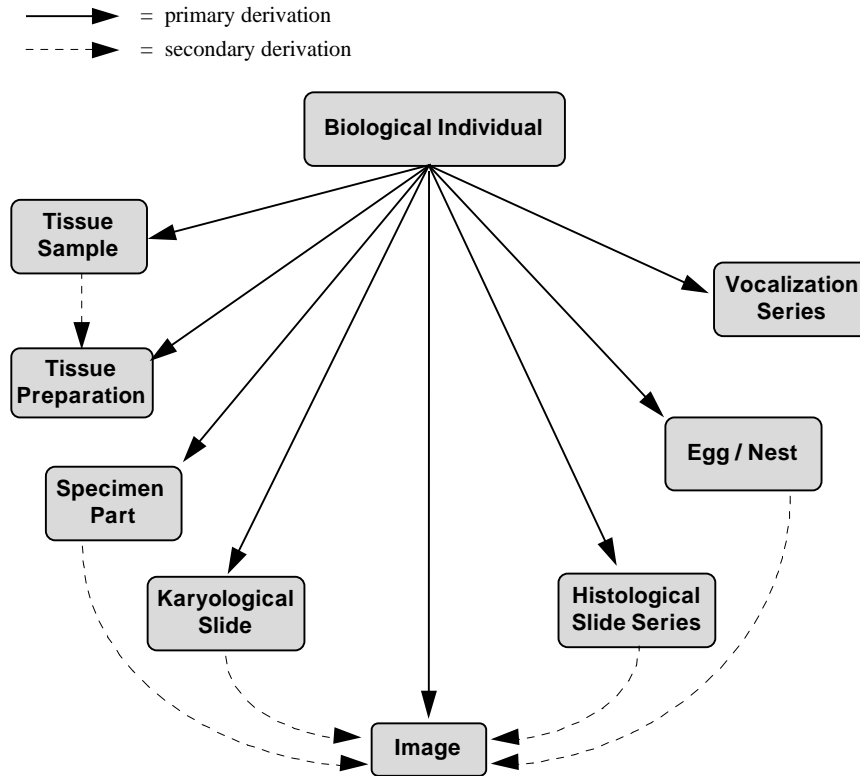 = primary derivation
= secondary derivation
Biological Individual
Tissue
Sample
Vocalization
Series
Tissue
Preparation
Egg / Nest
Specimen
Part
Karyological
Slide
Histological
Slide Series
Image